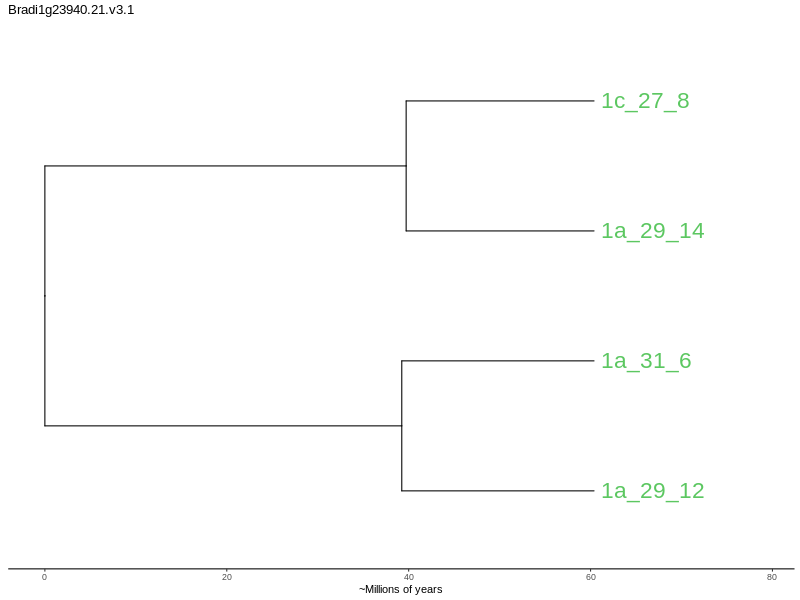 Bradi1g23940.21.v3.1
1c_27_8
1a_29_14
1a_31_6
1a_29_12
0 20 40 60 80
~Millions of years